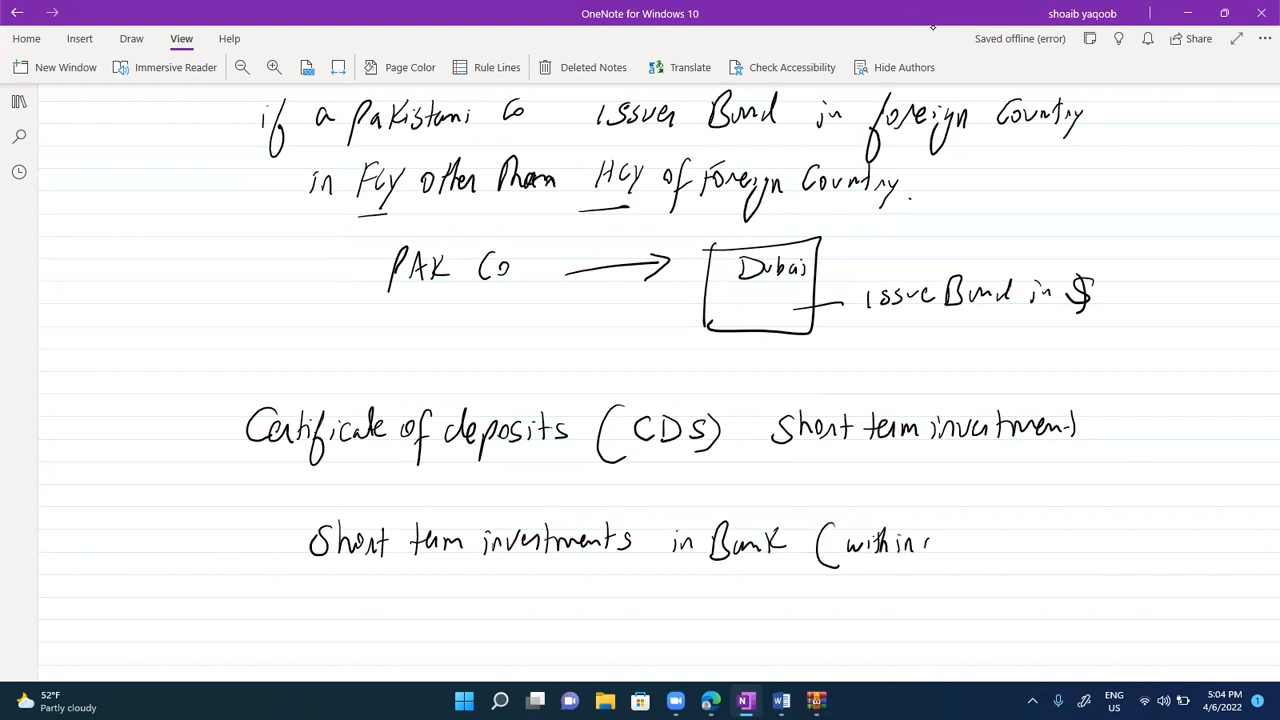 OneNote for Windows 10
shoaib yaqoob
Home Insert Draw View Help
Saved offline (error)
Share
New Window Immersive Reader Page Color Rule Lines Deleted Notes Translate Check Accessibility Hide Authors
if a Pakistani Co issues Bond in foreign Country
in FCy other than HCy of Foreign Country.
PAK Co
Dubai
issue Bond in $
Certificate of deposits (CDS) Short term investment
Short term investments in Bank (within
52°F
Partly cloudy
ENG
US
5:04 PM
4/6/2022
1